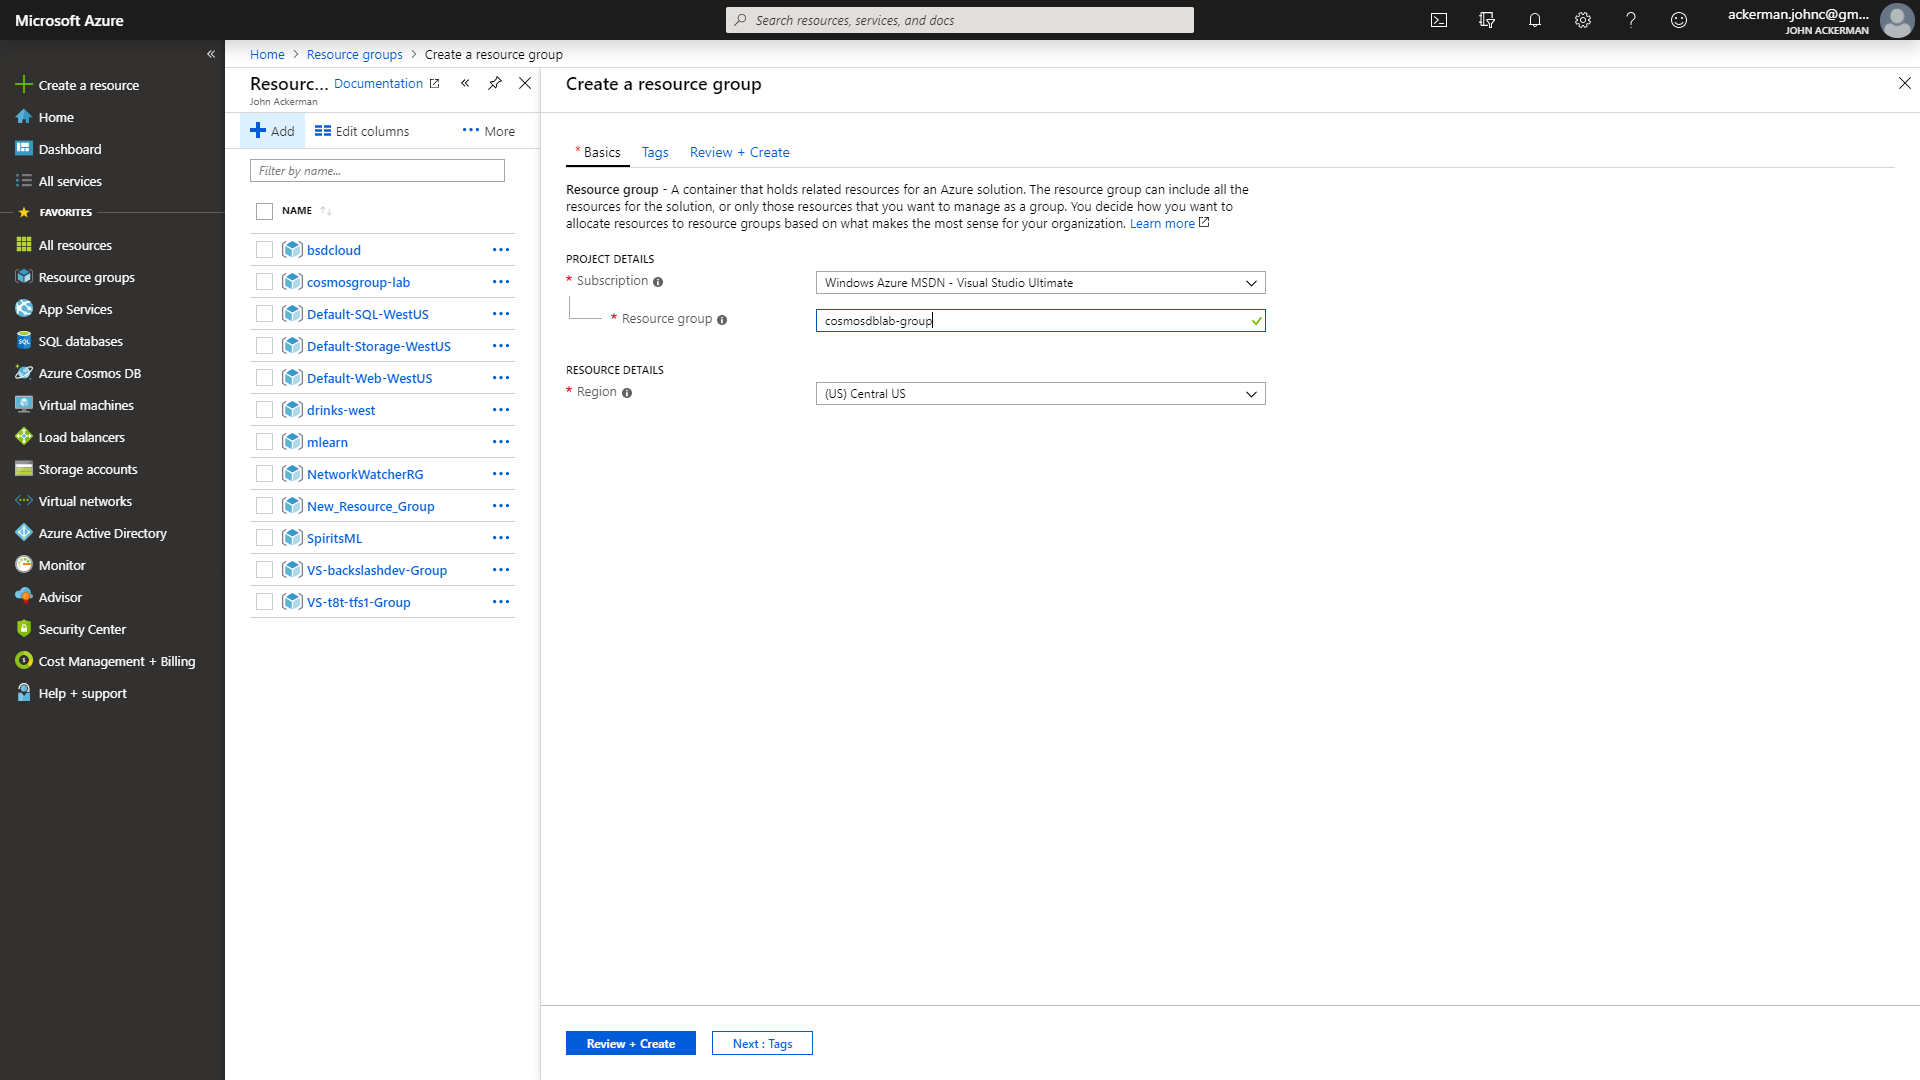 Microsoft Azure
Search resources, services, and docs
ackerman.johnc@gm...
JOHN ACKERMAN
«
Create a resource
Home
Dashboard
All services
FAVORITES
All resources
Resource groups
App Services
SQL databases
Azure Cosmos DB
Virtual machines
Load balancers
Storage accounts
Virtual networks
Azure Active Directory
Monitor
Advisor
Security Center
Cost Management + Billing
Help + support
Home > Resource groups > Create a resource group
Resourc... Documentation «
John Ackerman
Add Edit columns ••• More
Filter by name...
NAME
bsdcloud •••
cosmosgroup-lab •••
Default-SQL-WestUS •••
Default-Storage-WestUS •••
Default-Web-WestUS •••
drinks-west •••
mlearn •••
NetworkWatcherRG •••
New_Resource_Group •••
SpiritsML •••
VS-backslashdev-Group •••
VS-t8t-tfs1-Group •••
Create a resource group
* Basics Tags Review + Create
Resource group - A container that holds related resources for an Azure solution. The resource group can include all the
resources for the solution, or only those resources that you want to manage as a group. You decide how you want to
allocate resources to resource groups based on what makes the most sense for your organization. Learn more
PROJECT DETAILS
* Subscription Windows Azure MSDN - Visual Studio Ultimate
* Resource group cosmosdblab-group
RESOURCE DETAILS
* Region (US) Central US
Review + Create Next : Tags